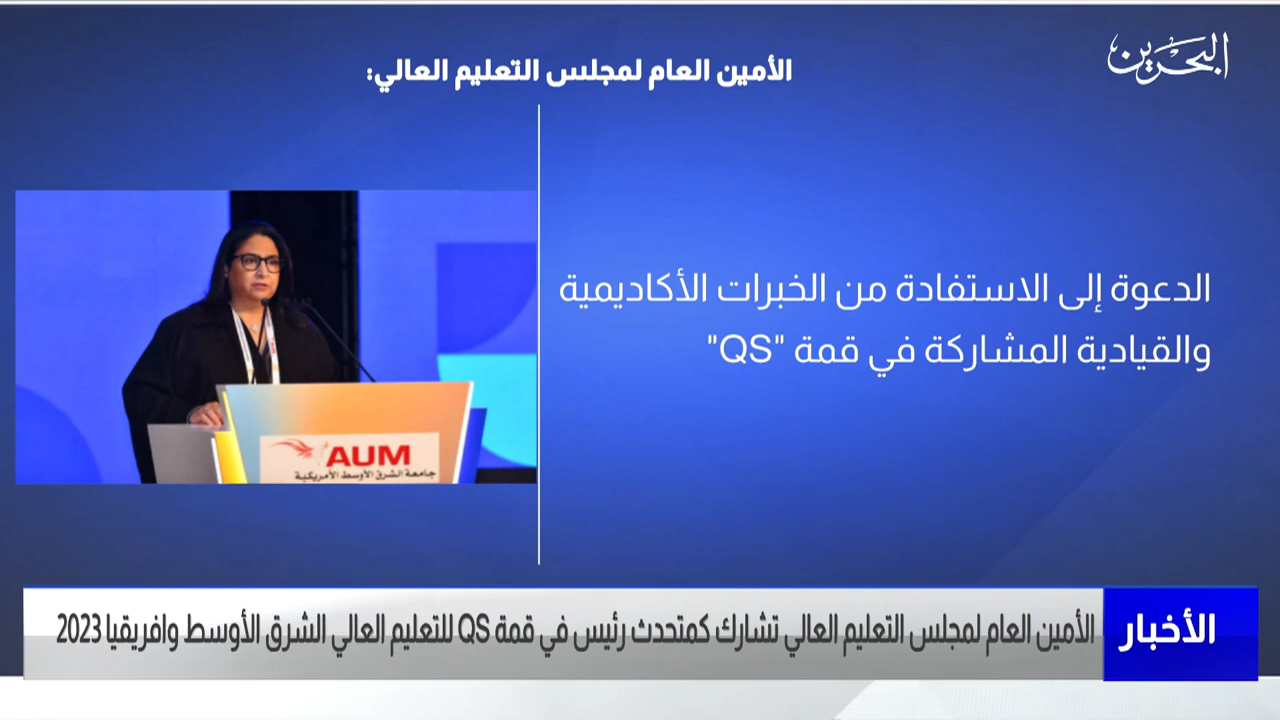 البحرين
الأمين العام لمجلس التعليم العالي:
الدعوة إلى الاستفادة من الخبرات الأكاديمية
والقيادية المشاركة في قمة "QS"
AUM
جامعة الشرق الأوسط الأمريكية
الأخبار
الأمين العام لمجلس التعليم العالي تشارك كمتحدث رئيس في قمة QS للتعليم العالي الشرق الأوسط وافريقيا 2023